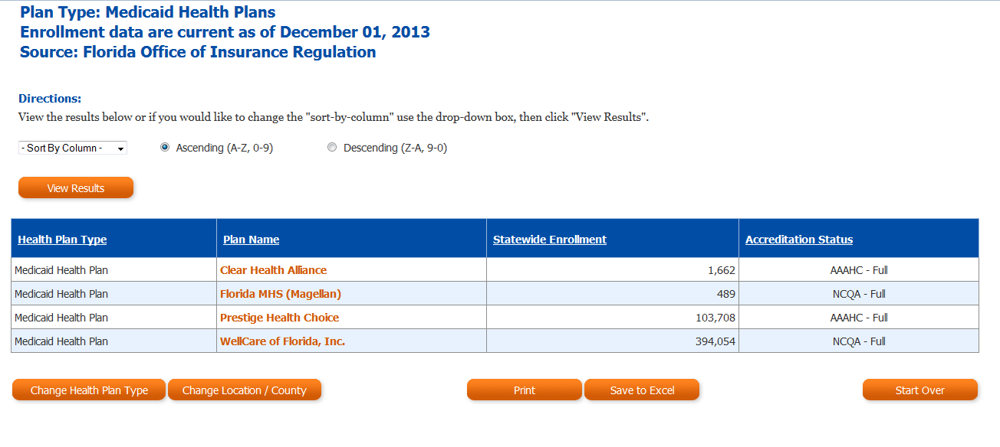 Plan Type: Medicaid Health Plans
Enrollment data are current as of December 01, 2013
Source: Florida Office of Insurance Regulation
Directions:
View the results below or if you would like to change the "sort-by-column" use the drop-down box, then click "View Results".
- Sort By Column - Ascending (A-Z, 0-9) Descending (Z-A, 9-0)
View Results
Health Plan Type Plan Name Statewide Enrollment Accreditation Status
Medicaid Health Plan Clear Health Alliance 1,662 AAAHC - Full
Medicaid Health Plan Florida MHS (Magellan) 489 NCQA - Full
Medicaid Health Plan Prestige Health Choice 103,708 AAAHC - Full
Medicaid Health Plan WellCare of Florida, Inc. 394,054 NCQA - Full
Change Health Plan Type Change Location / County Print Save to Excel Start Over